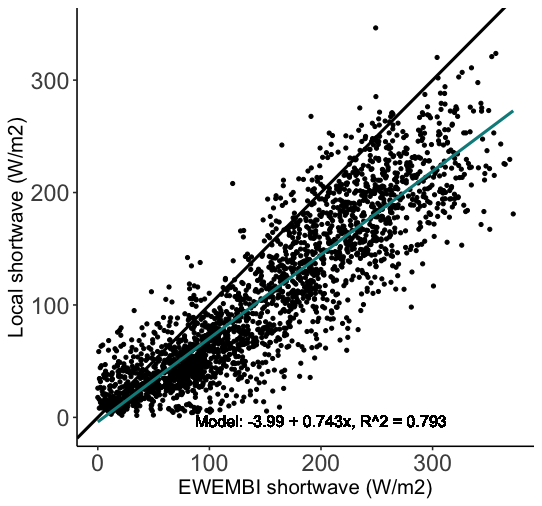 300
200
100
0
Local shortwave (W/m2)
Model: -3.99 + 0.743x, R^2 = 0.793
0
100
200
300
EWEMBI shortwave (W/m2)